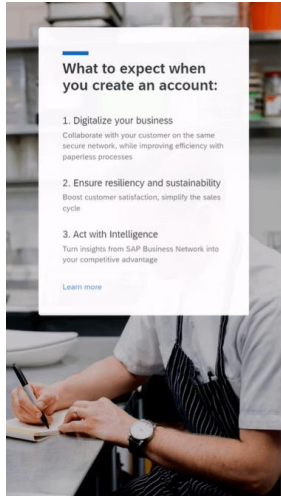 What to expect when
you create an account:
1. Digitalize your business
Collaborate with your customer on the same
secure network, while improving efficiency with
paperless processes
2. Ensure resiliency and sustainability
Boost customer satisfaction, simplify the sales
cycle
3. Act with Intelligence
Turn insights from SAP Business Network into
your competitive advantage
Learn more